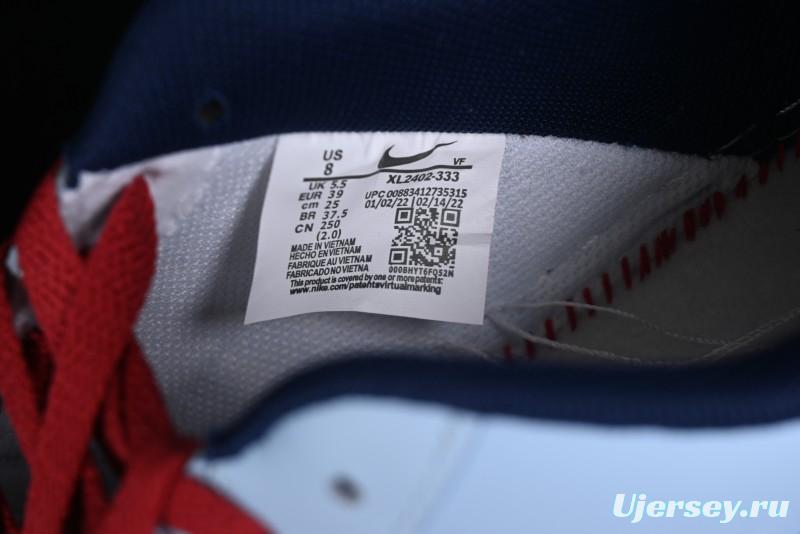 US
8
VF
XL2402-333
UK 5.5
EUR 39
cm 25
BR 37.5
CN 250
(2.0)
UPC 00883412735315
01/02/22 02/14/22
000BHYT6FQS2N
MADE IN VIETNAM
HECHO EN VIETNAM
FABRIQUE AU VIETNAM
FABRICADO NO VIETNA
This product is covered by one or more patents:
www.nike.com/patentsvirtualmarking
Ujersey.ru